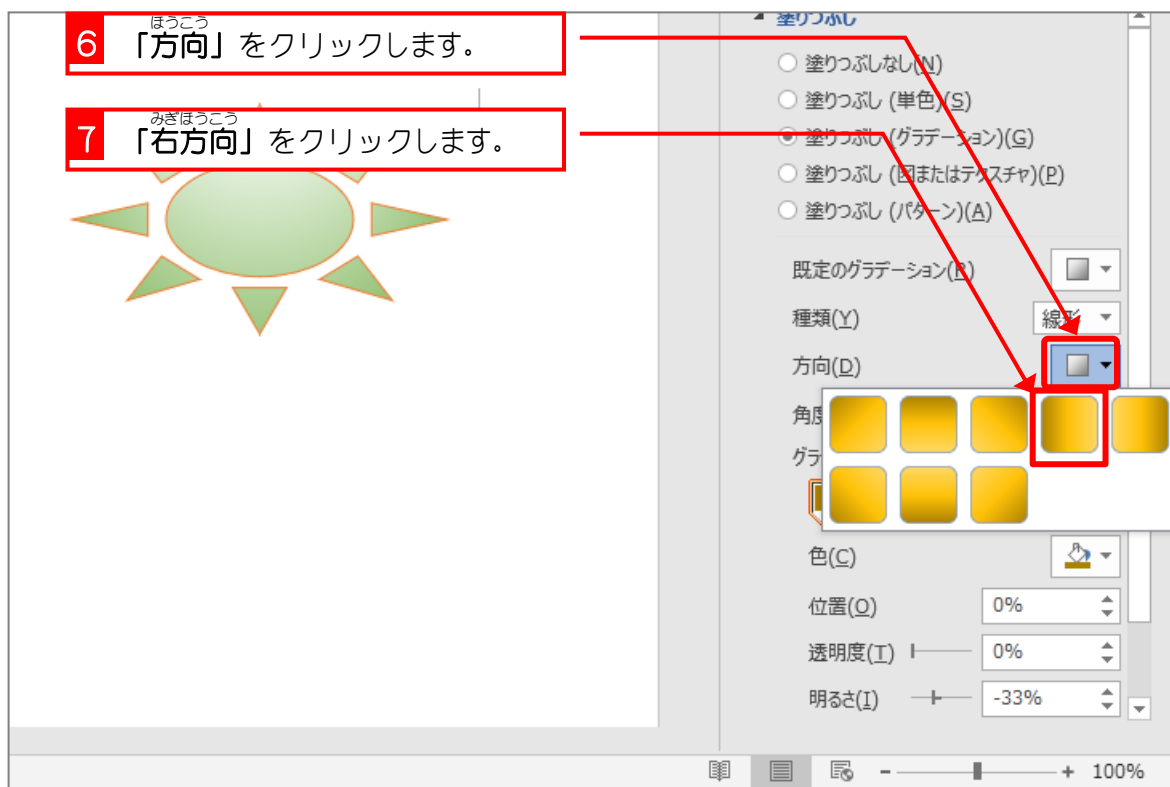 塗りつぶし
ほうこう
6 「方向」をクリックします。
塗りつぶしなし(N)
塗りつぶし (単色)(S)
みぎほうこう
7 「右方向」をクリックします。
塗りつぶし (グラデーション)(G)
塗りつぶし (図またはテクスチャ)(P)
塗りつぶし (パターン)(A)
既定のグラデーション(R)
種類(Y) 線形
方向(D)
角度
グラ
色(C)
位置(O) 0%
透明度(T) 0%
明るさ(I) -33%
- + 100%